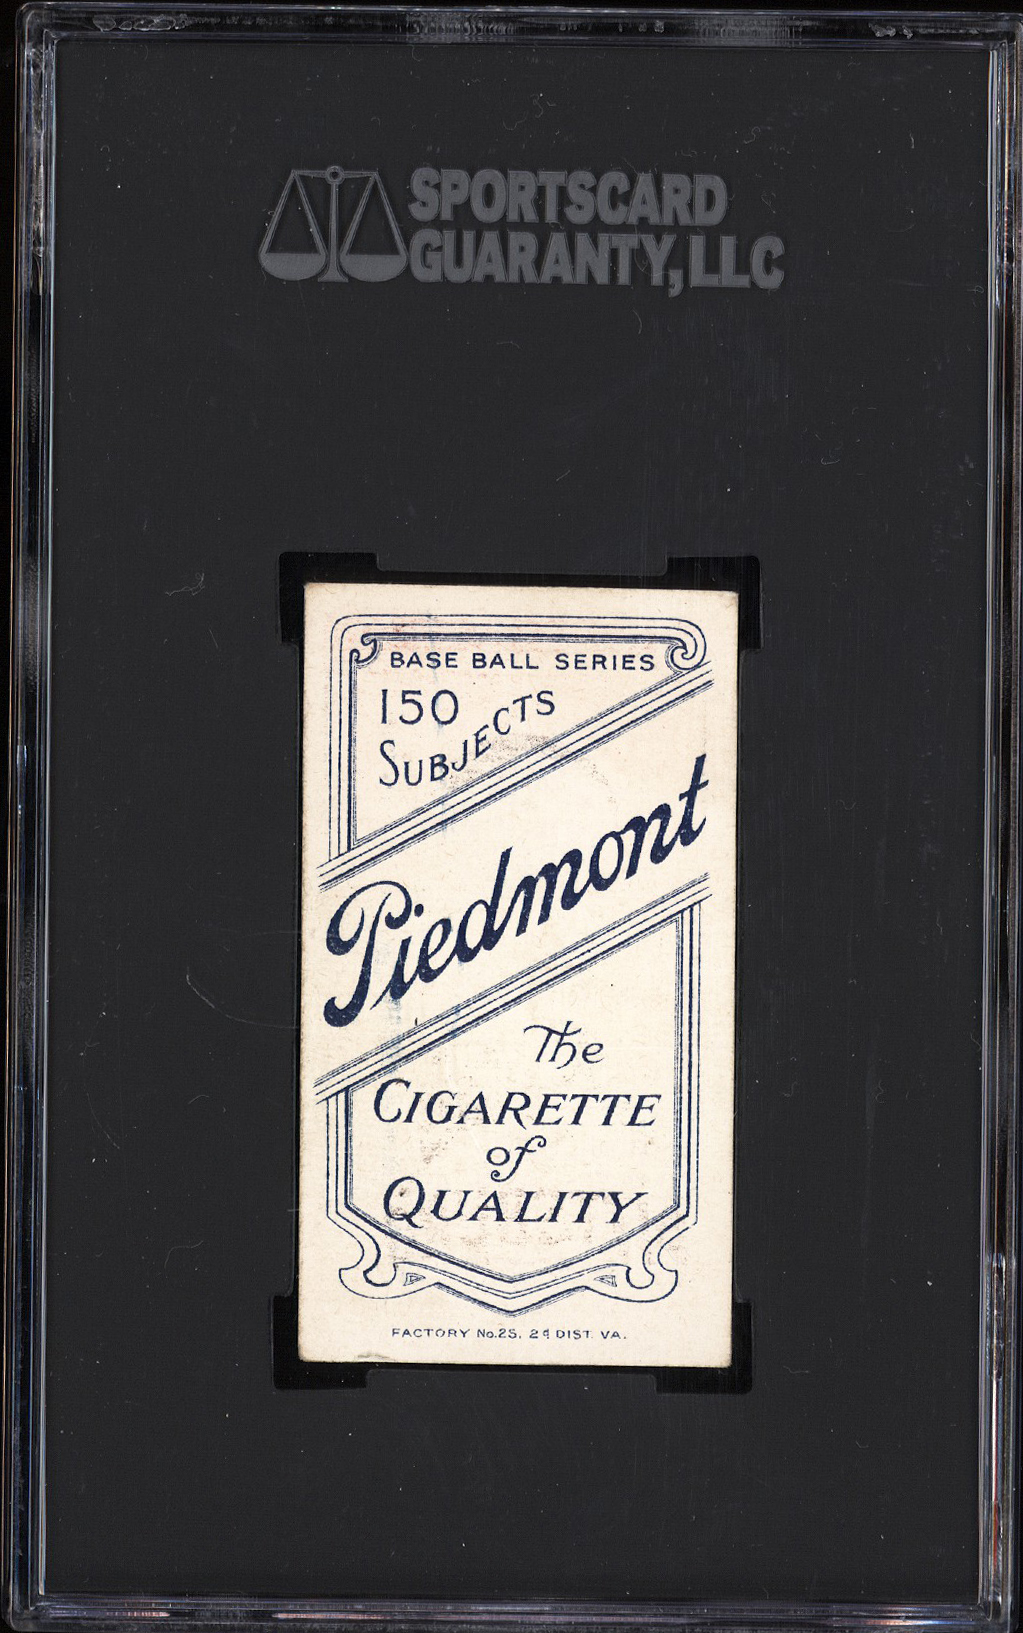 SPORTSCARD
GUARANTY, LLC
BASE BALL SERIES
150
SUBJECTS
Piedmont
The
CIGARETTE
of
QUALITY
FACTORY No.25, 2d DIST. VA.